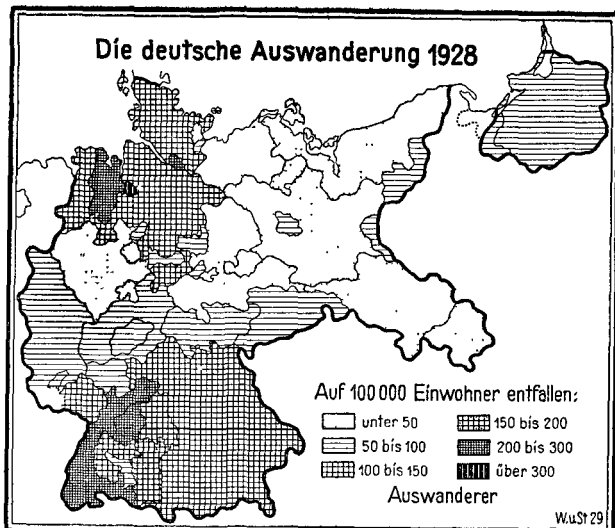 Die deutsche Auswanderung 1928
Auf 100 000 Einwohner entfallen:
unter 50
150 bis 200
50 bis 100
200 bis 300
100 bis 150
über 300
Auswanderer
W.u.St 29